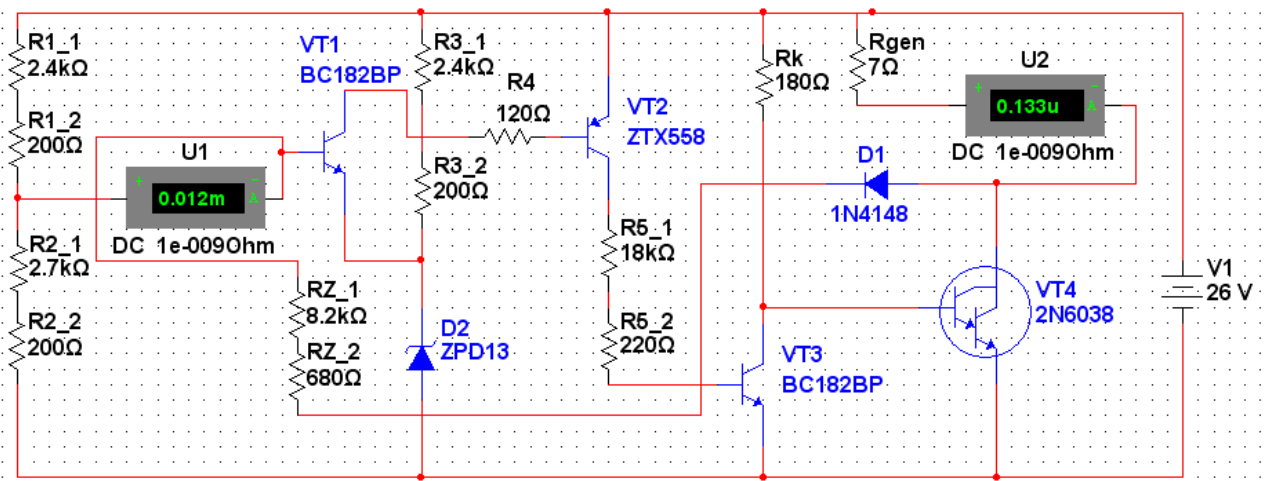 R1_1
2.4kΩ
R1_2
200Ω
U1
+
−
0.012m
A
DC 1e-009Ohm
R2_1
2.7kΩ
R2_2
200Ω
VT1
BC182BP
R3_1
2.4kΩ
R3_2
200Ω
R4
120Ω
VT2
ZTX558
RZ_1
8.2kΩ
RZ_2
680Ω
D2
ZPD13
R5_1
18kΩ
R5_2
220Ω
Rk
180Ω
Rgen
7Ω
U2
+
−
0.133u
A
DC 1e-009Ohm
D1
1N4148
VT3
BC182BP
VT4
2N6038
V1
26 V